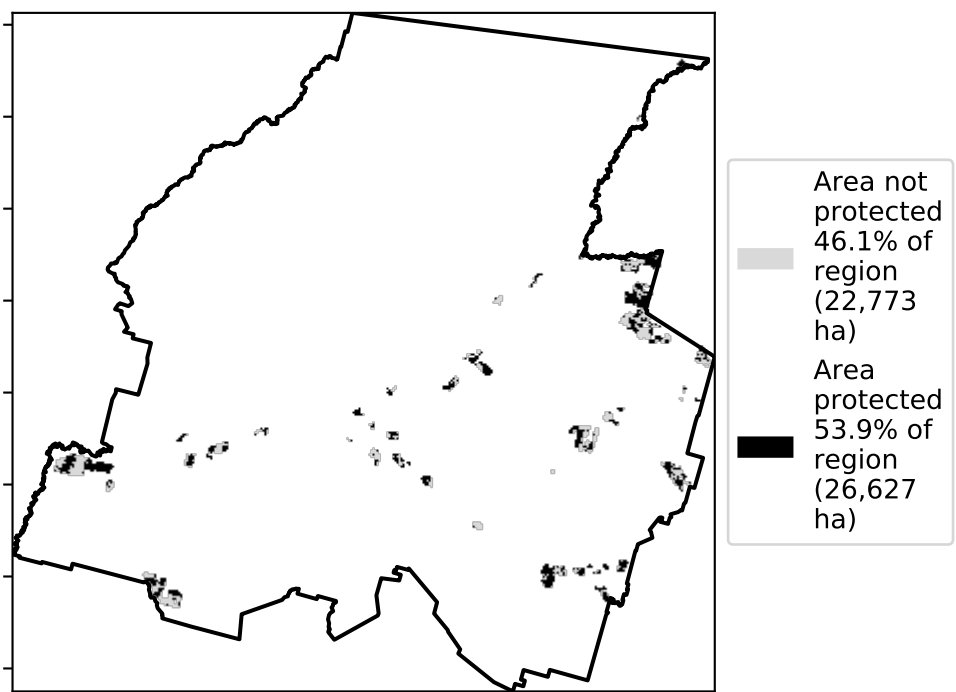 Area not
protected
46.1% of
region
(22,773
ha)
Area
protected
53.9% of
region
(26,627
ha)